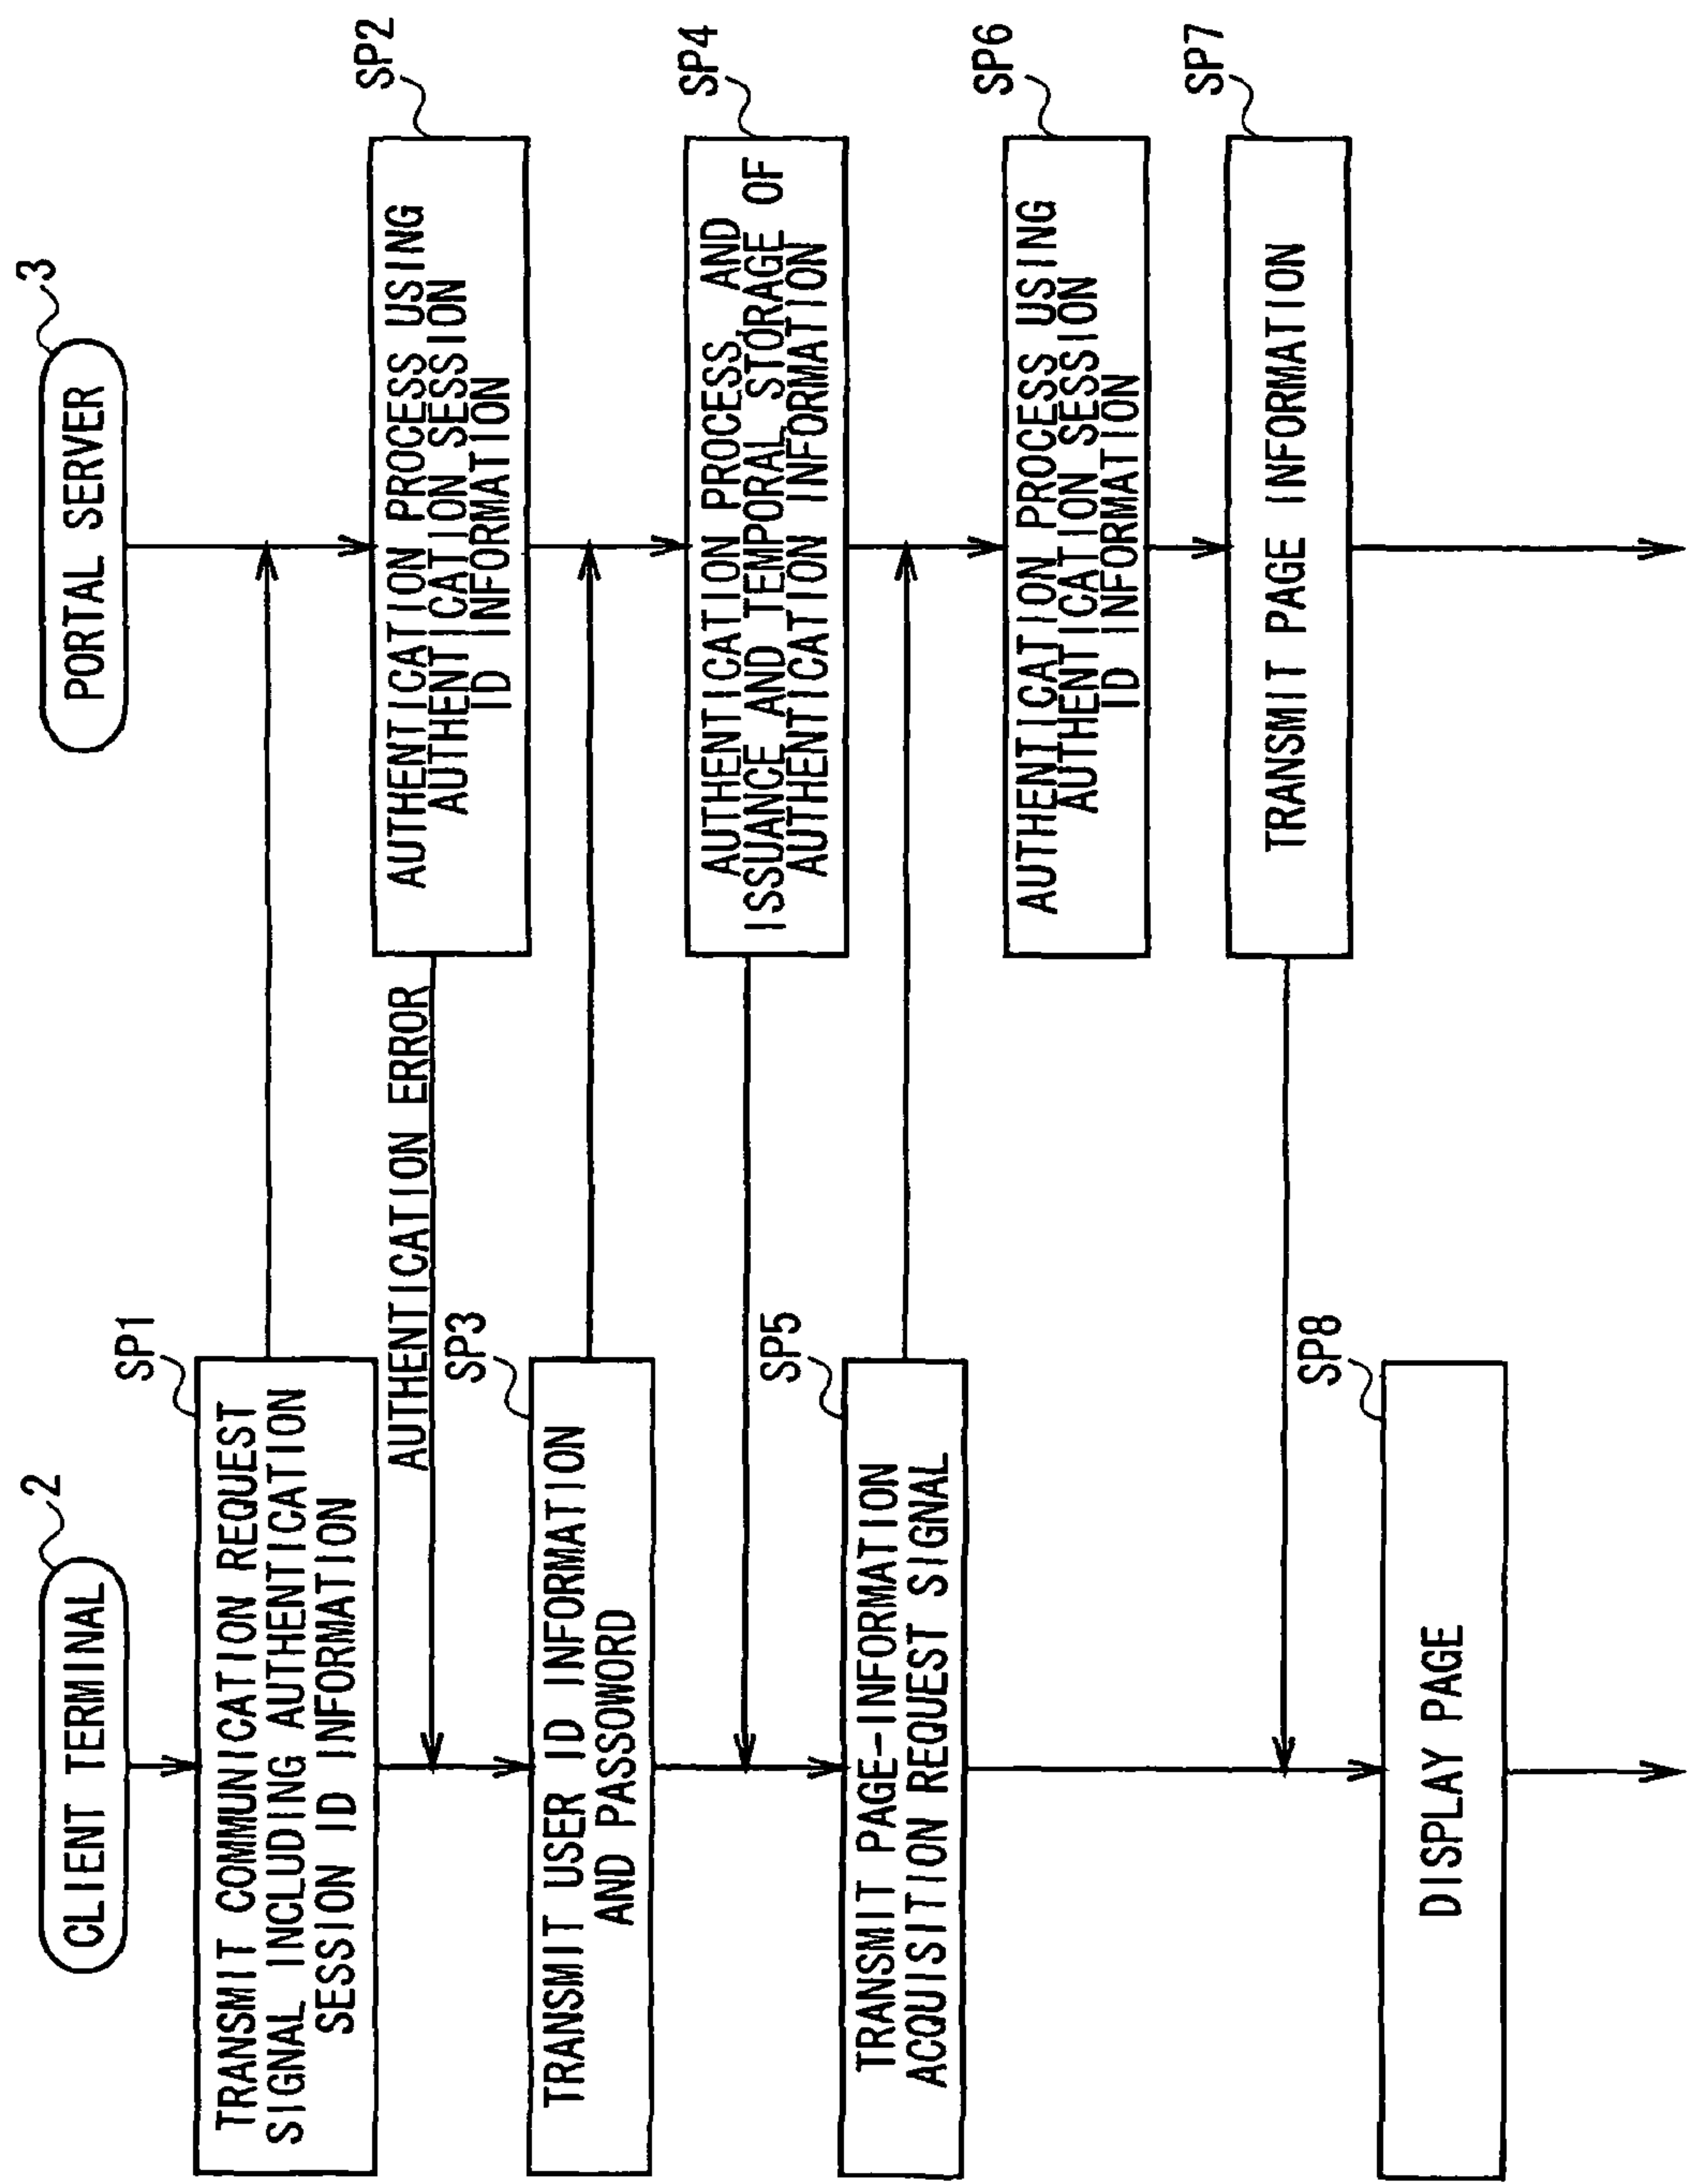 CLIENT TERMINAL
2
PORTAL SERVER
3
SP1
TRANSMIT COMMUNICATION REQUEST
SIGNAL INCLUDING AUTHENTICATION
SESSION ID INFORMATION
SP2
AUTHENTICATION PROCESS USING
AUTHENTICATION SESSION
ID INFORMATION
AUTHENTICATION ERROR
SP3
TRANSMIT USER ID INFORMATION
AND PASSOWORD
SP4
AUTHENTICATION PROCESS, AND
ISSUANCE AND TEMPORAL STORAGE OF
AUTHENTICATION INFORMATION
SP5
TRANSMIT PAGE-INFORMATION
ACQUISITION REQUEST SIGNAL
SP6
AUTHENTICATION PROCESS USING
AUTHENTICATION SESSION
ID INFORMATION
SP7
TRANSMIT PAGE INFORMATION
SP8
DISPLAY PAGE